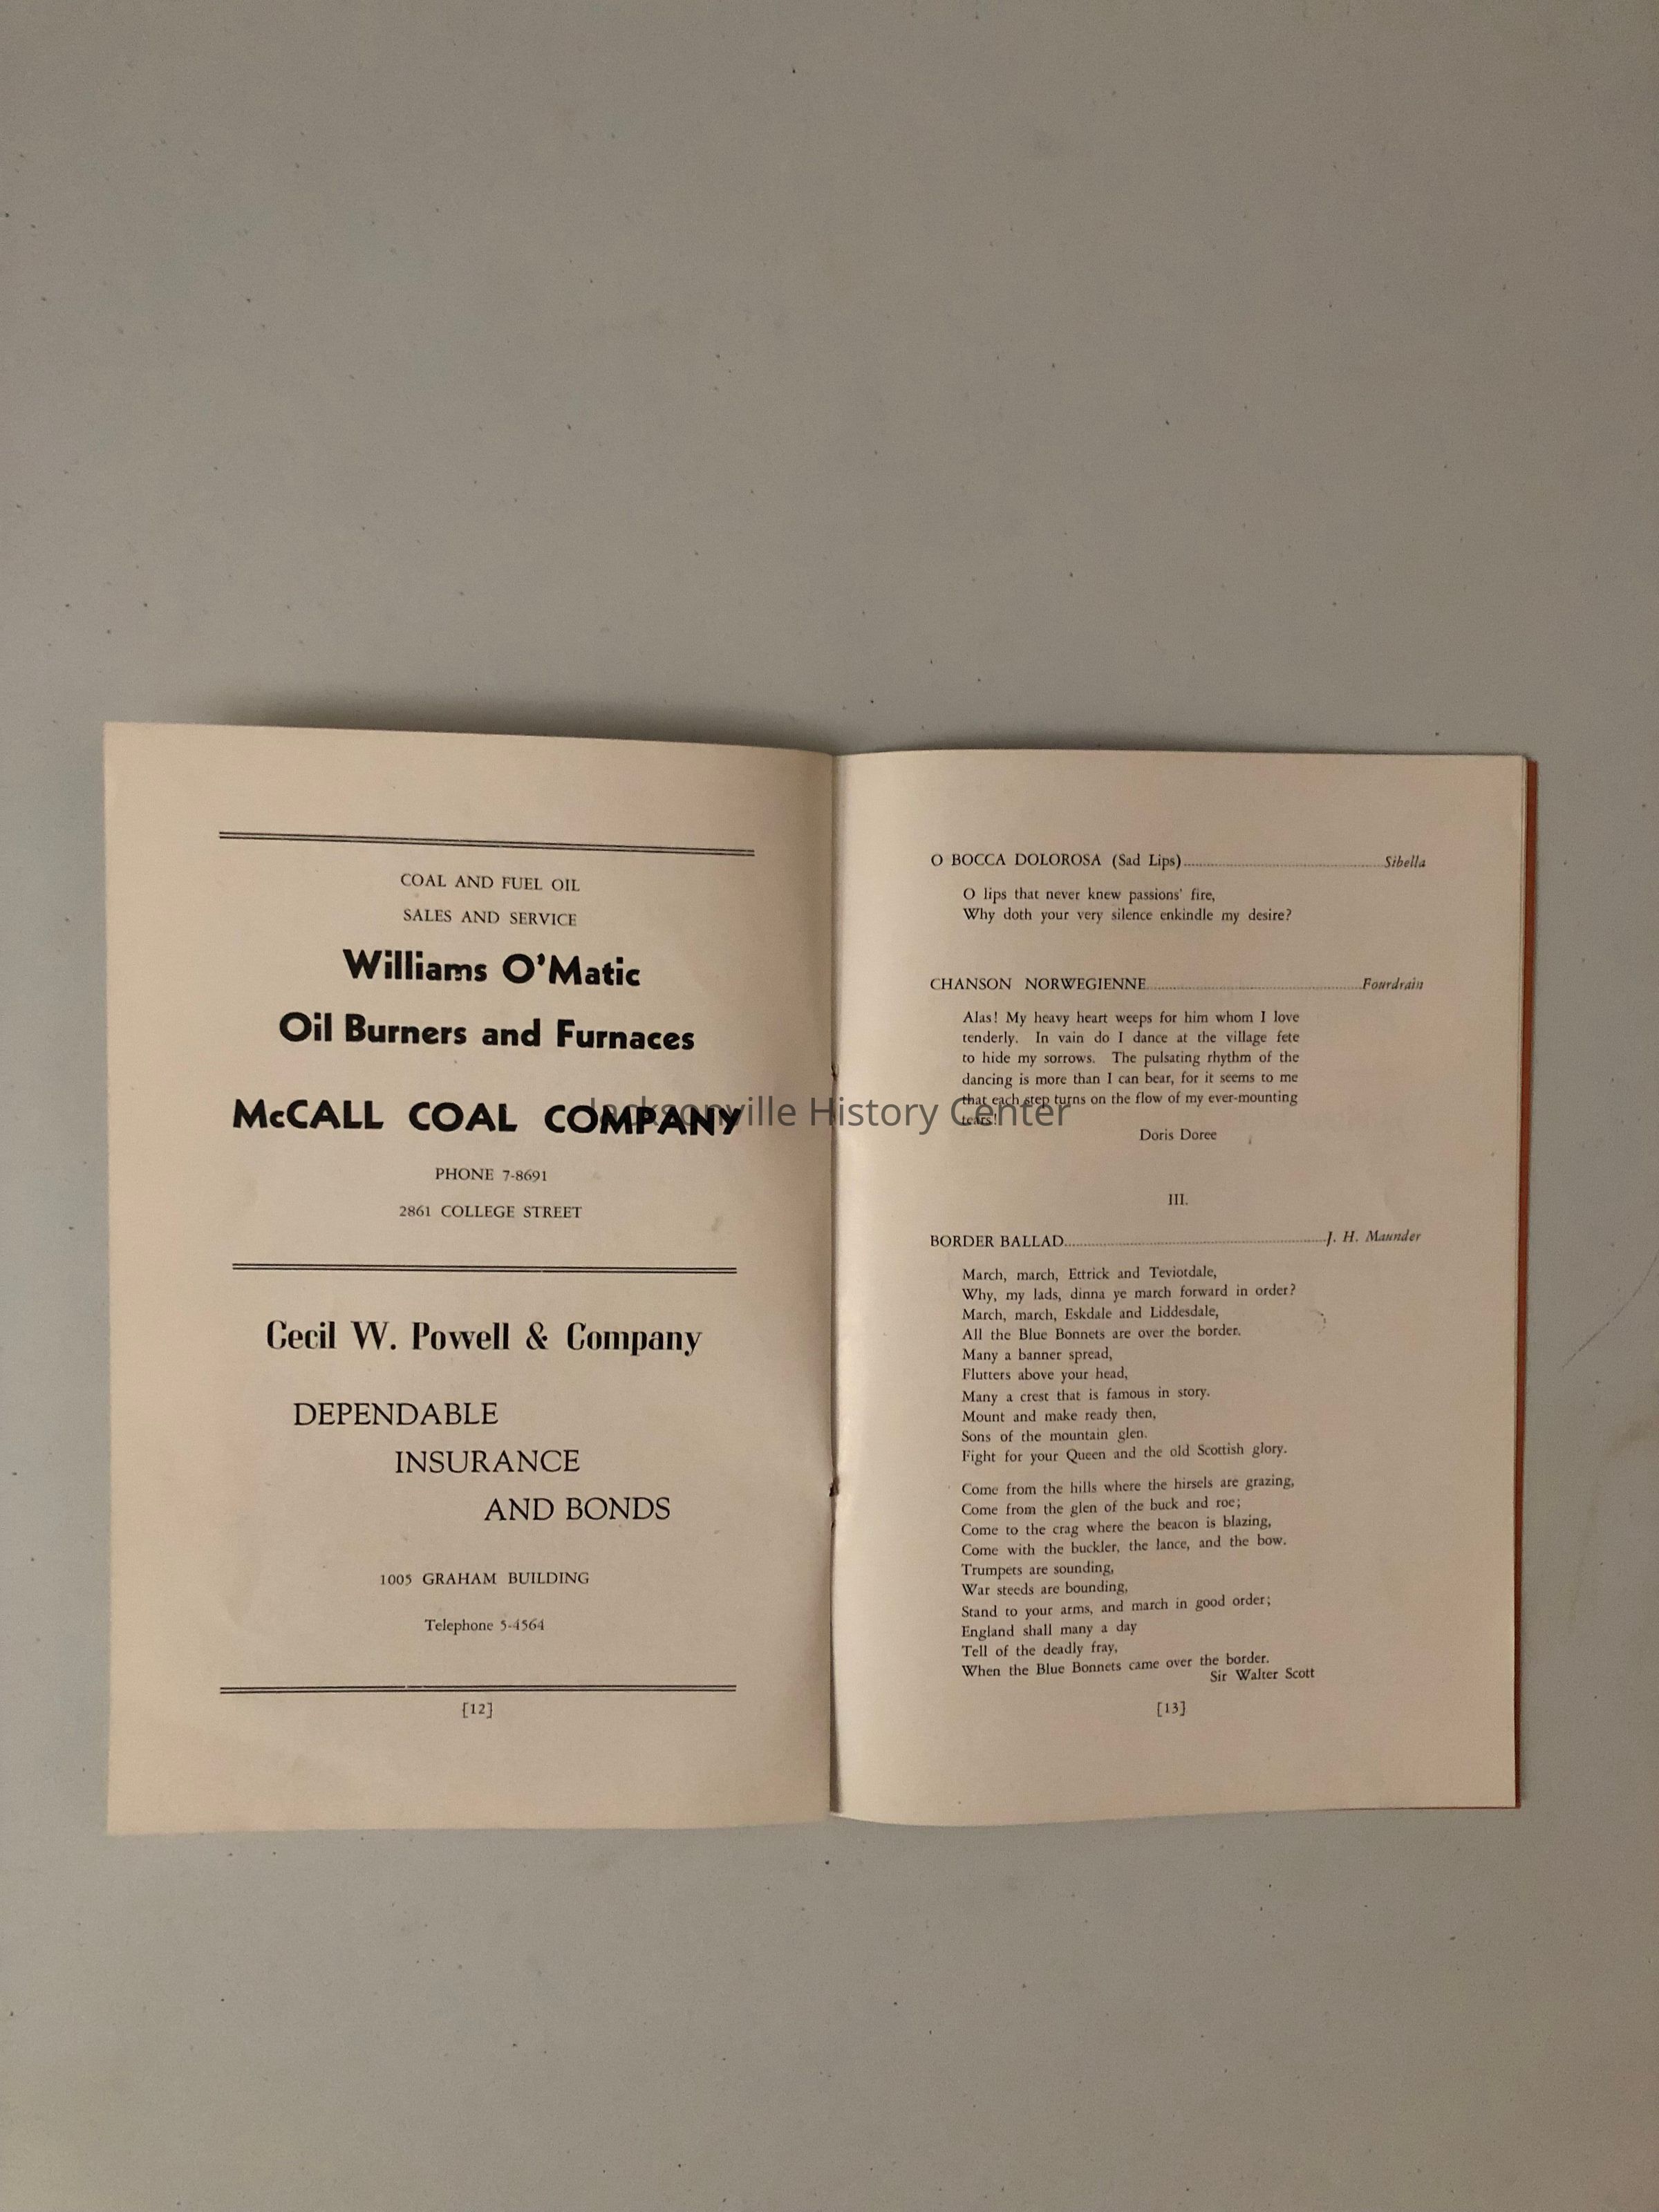 COAL AND FUEL OIL
SALES AND SERVICE
Williams O'Matic
Oil Burners and Furnaces
McCALL COAL COMPANY
PHONE 7-8691
2861 COLLEGE STREET
Cecil W. Powell & Company
DEPENDABLE
INSURANCE
AND BONDS
1005 GRAHAM BUILDING
Telephone 5-4564
[12]
O BOCCA DOLOROSA (Sad Lips)........Sibella
O lips that never knew passions' fire,
Why doth your very silence enkindle my desire?
CHANSON NORWEGIENNE........Fourdrain
Alas! My heavy heart weeps for him whom I love
tenderly. In vain do I dance at the village fete
to hide my sorrows. The pulsating rhythm of the
dancing is more than I can bear, for it seems to me
that each step turns on the flow of my ever-mounting
tears!
Doris Doree
III.
BORDER BALLAD........J. H. Maunder
March, march, Ettrick and Teviotdale,
Why, my lads, dinna ye march forward in order?
March, march, Eskdale and Liddesdale,
All the Blue Bonnets are over the border.
Many a banner spread,
Flutters above your head,
Many a crest that is famous in story.
Mount and make ready then,
Sons of the mountain glen.
Fight for your Queen and the old Scottish glory.
Come from the hills where the hirsels are grazing,
Come from the glen of the buck and roe;
Come to the crag where the beacon is blazing,
Come with the buckler, the lance, and the bow.
Trumpets are sounding,
War steeds are bounding,
Stand to your arms, and march in good order;
England shall many a day
Tell of the deadly fray,
When the Blue Bonnets came over the border.
Sir Walter Scott
[13]
Jacksonville History Center